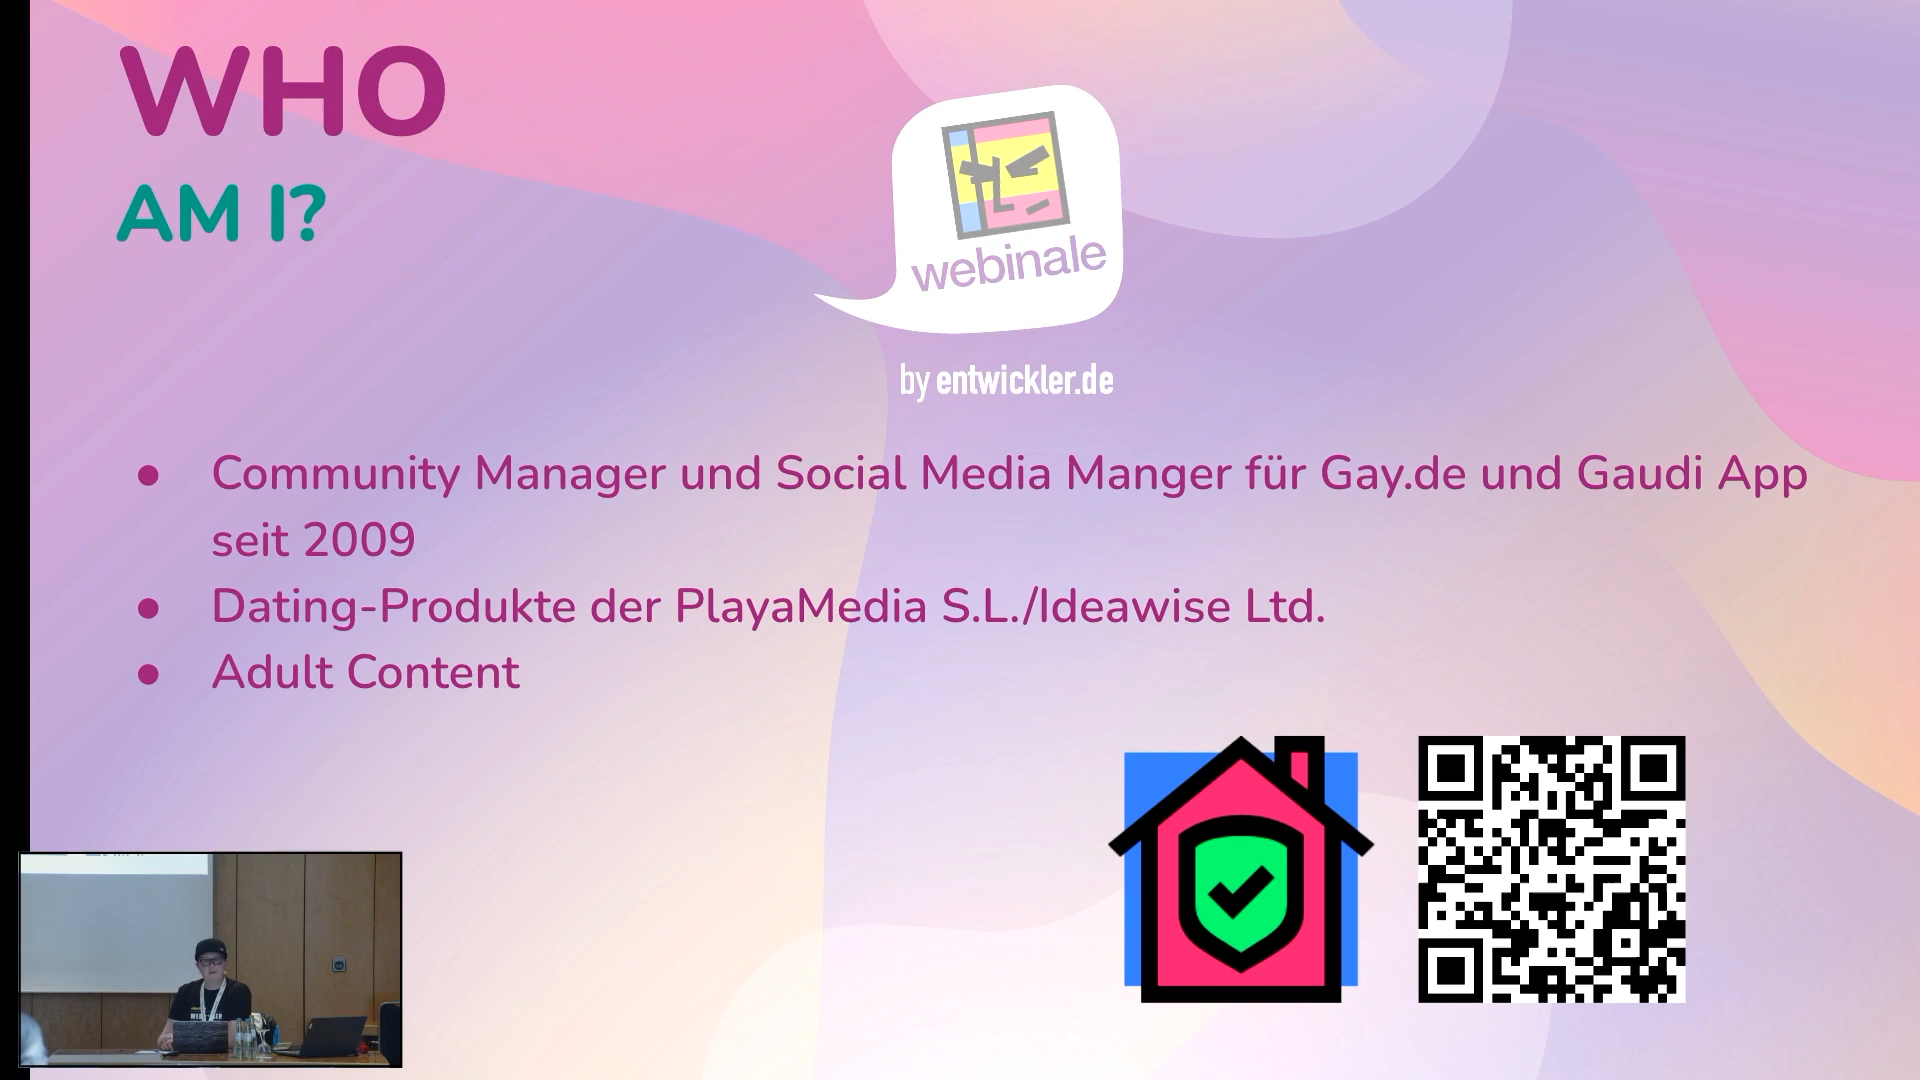 WHO
AM I?
webinale
by entwickler.de
● Community Manager und Social Media Manger für Gay.de und Gaudi App
seit 2009
● Dating-Produkte der PlayaMedia S.L./Ideawise Ltd.
● Adult Content